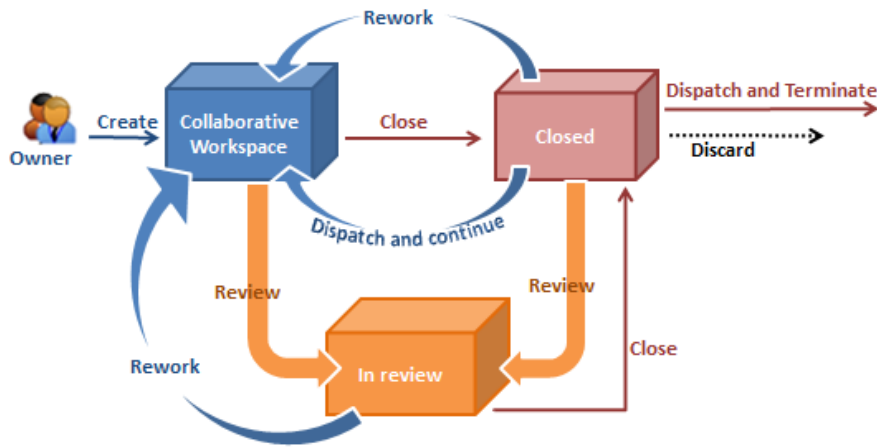 Rework
Dispatch and Terminate
Create
Collaborative
Workspace
Close
Closed
Discard
Owner
Dispatch and continue
Review
Review
Rework
In review
Close